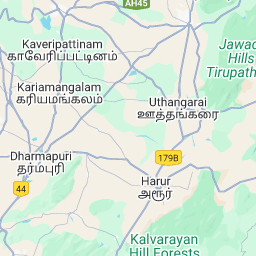 AH45
Kaveripattinam
காவேரிப்பட்டினம்
Jawad
Hills
Tirupath
Kariamangalam
கரியமங்கலம்
Uthangarai
ஊத்தங்கரை
Dharmapuri
தர்மபுரி
179B
44
Harur
அரூர்
Kalvarayan
Hill Forests